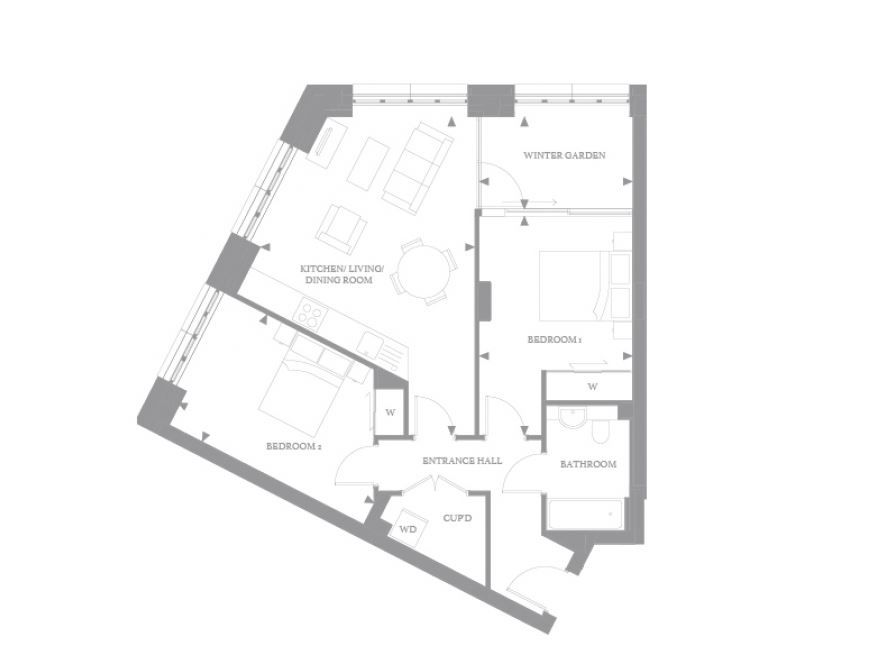 WINTER GARDEN
KITCHEN/ LIVING/
DINING ROOM
BEDROOM 1
W
W
BEDROOM 2
ENTRANCE HALL
BATHROOM
CUP'D
WD